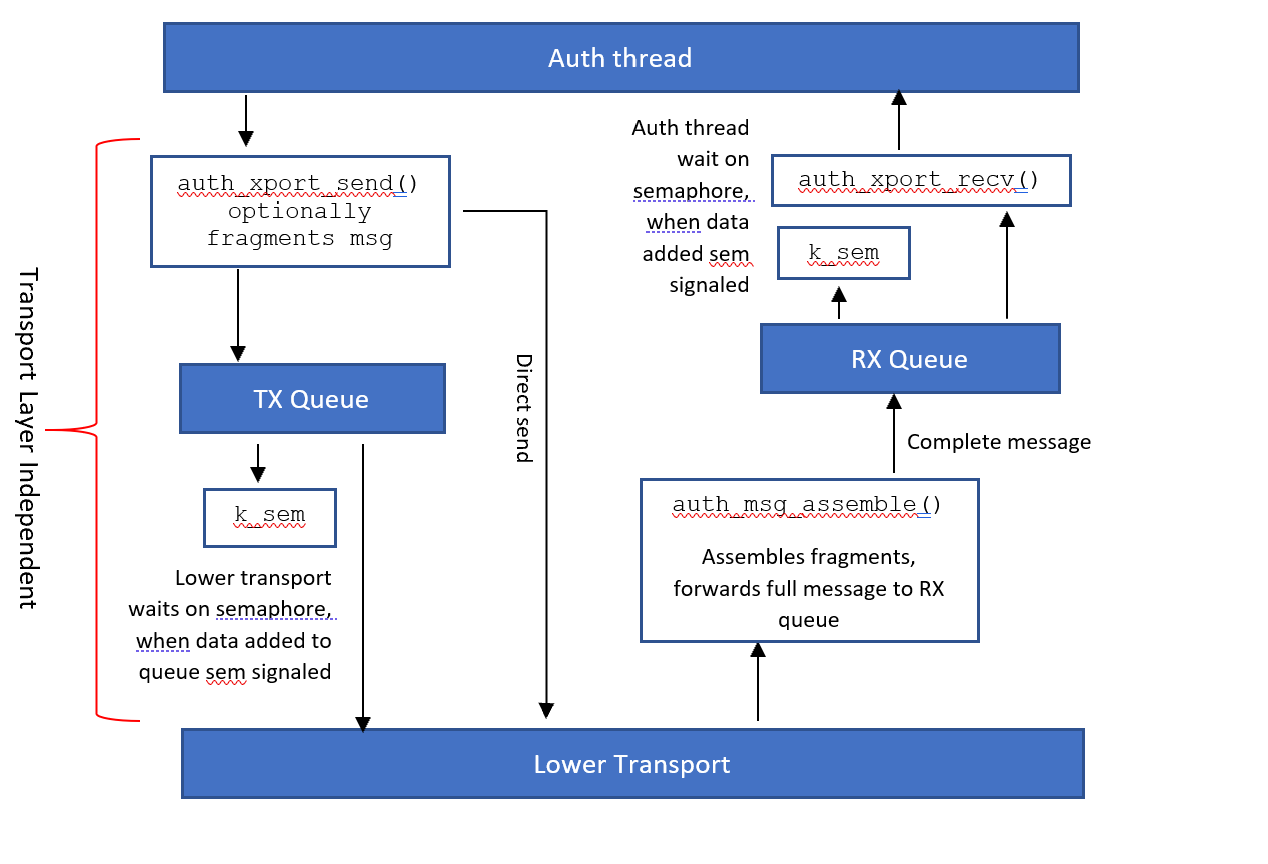 Auth thread
auth_xport_send()
optionally
fragments msg
Auth thread
wait on
semaphore,
when data
added sem
signaled
auth_xport_recv()
k_sem
RX Queue
Transport Layer Independent
TX Queue
Direct send
Complete message
k_sem
auth_msg_assemble()
Assembles fragments,
forwards full message to RX
queue
Lower transport
waits on semaphore,
when data added to
queue sem signaled
Lower Transport